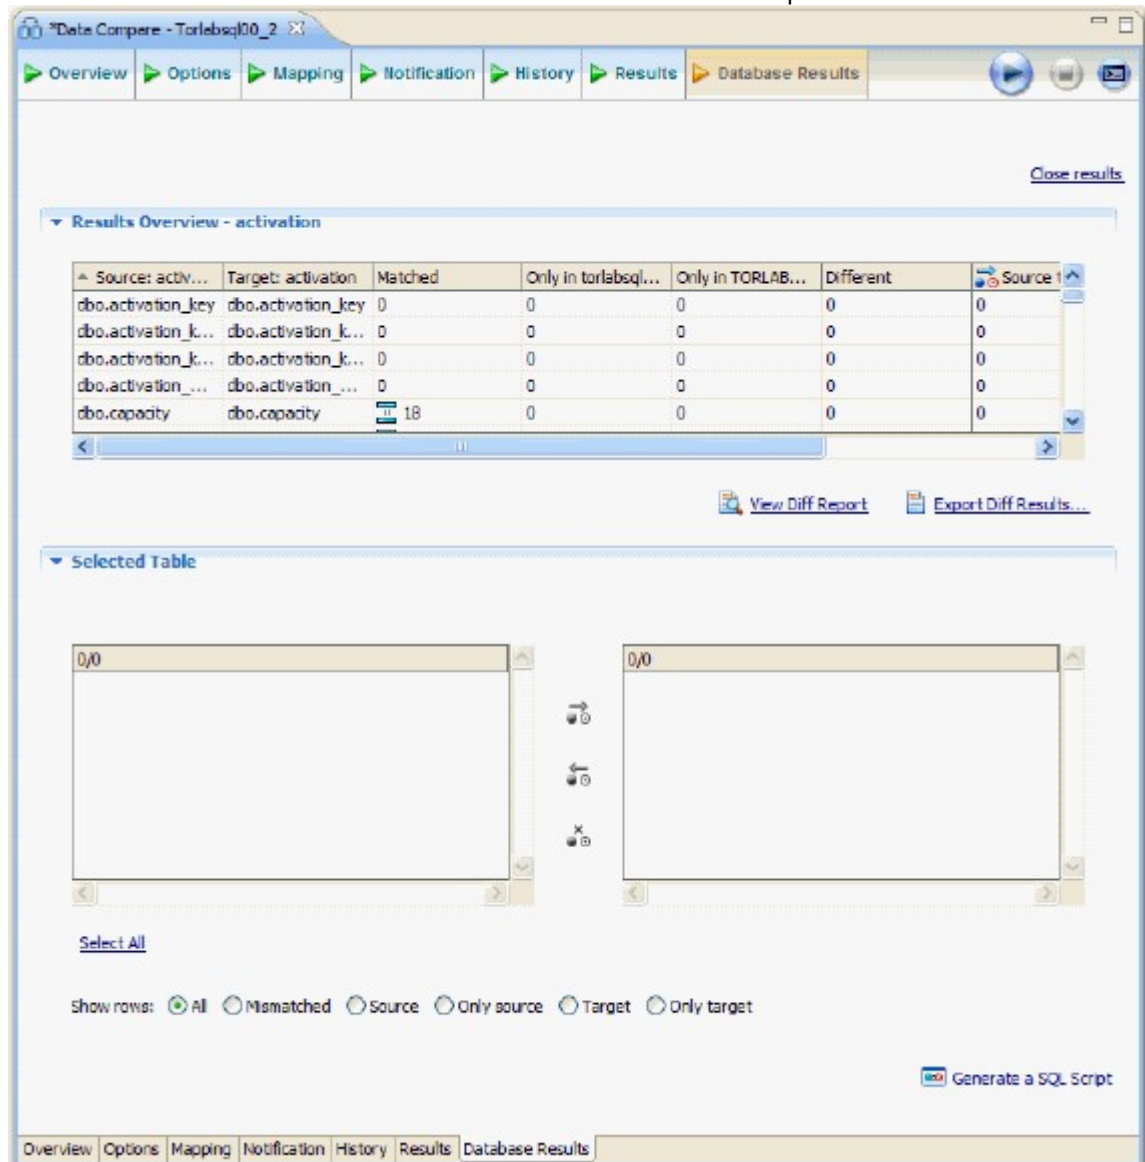 *Data Compare - Torlabsql00_2
Overview Options Mapping Notification History Results Database Results
Close results
Results Overview - activation
Source: activ... Target: activation Matched Only in torlabsql... Only in TORLAB... Different Source t
dbo.activation_key dbo.activation_key 0 0 0 0 0
dbo.activation_k... dbo.activation_k... 0 0 0 0 0
dbo.activation_k... dbo.activation_k... 0 0 0 0 0
dbo.activation_... dbo.activation_... 0 0 0 0 0
dbo.capacity dbo.capacity 18 0 0 0 0
View Diff Report Export Diff Results...
Selected Table
0/0 0/0
Select All
Show rows: All Mismatched Source Only source Target Only target
Generate a SQL Script
Overview Options Mapping Notification History Results Database Results